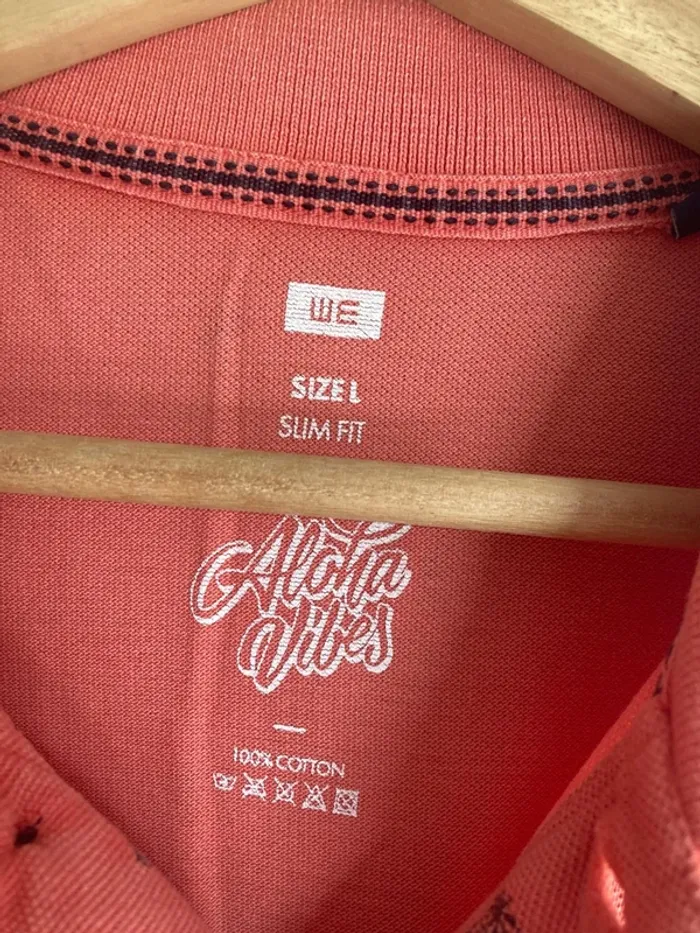 WE
SIZE L
SLIM FIT
Aloha
Vibes
100% COTTON